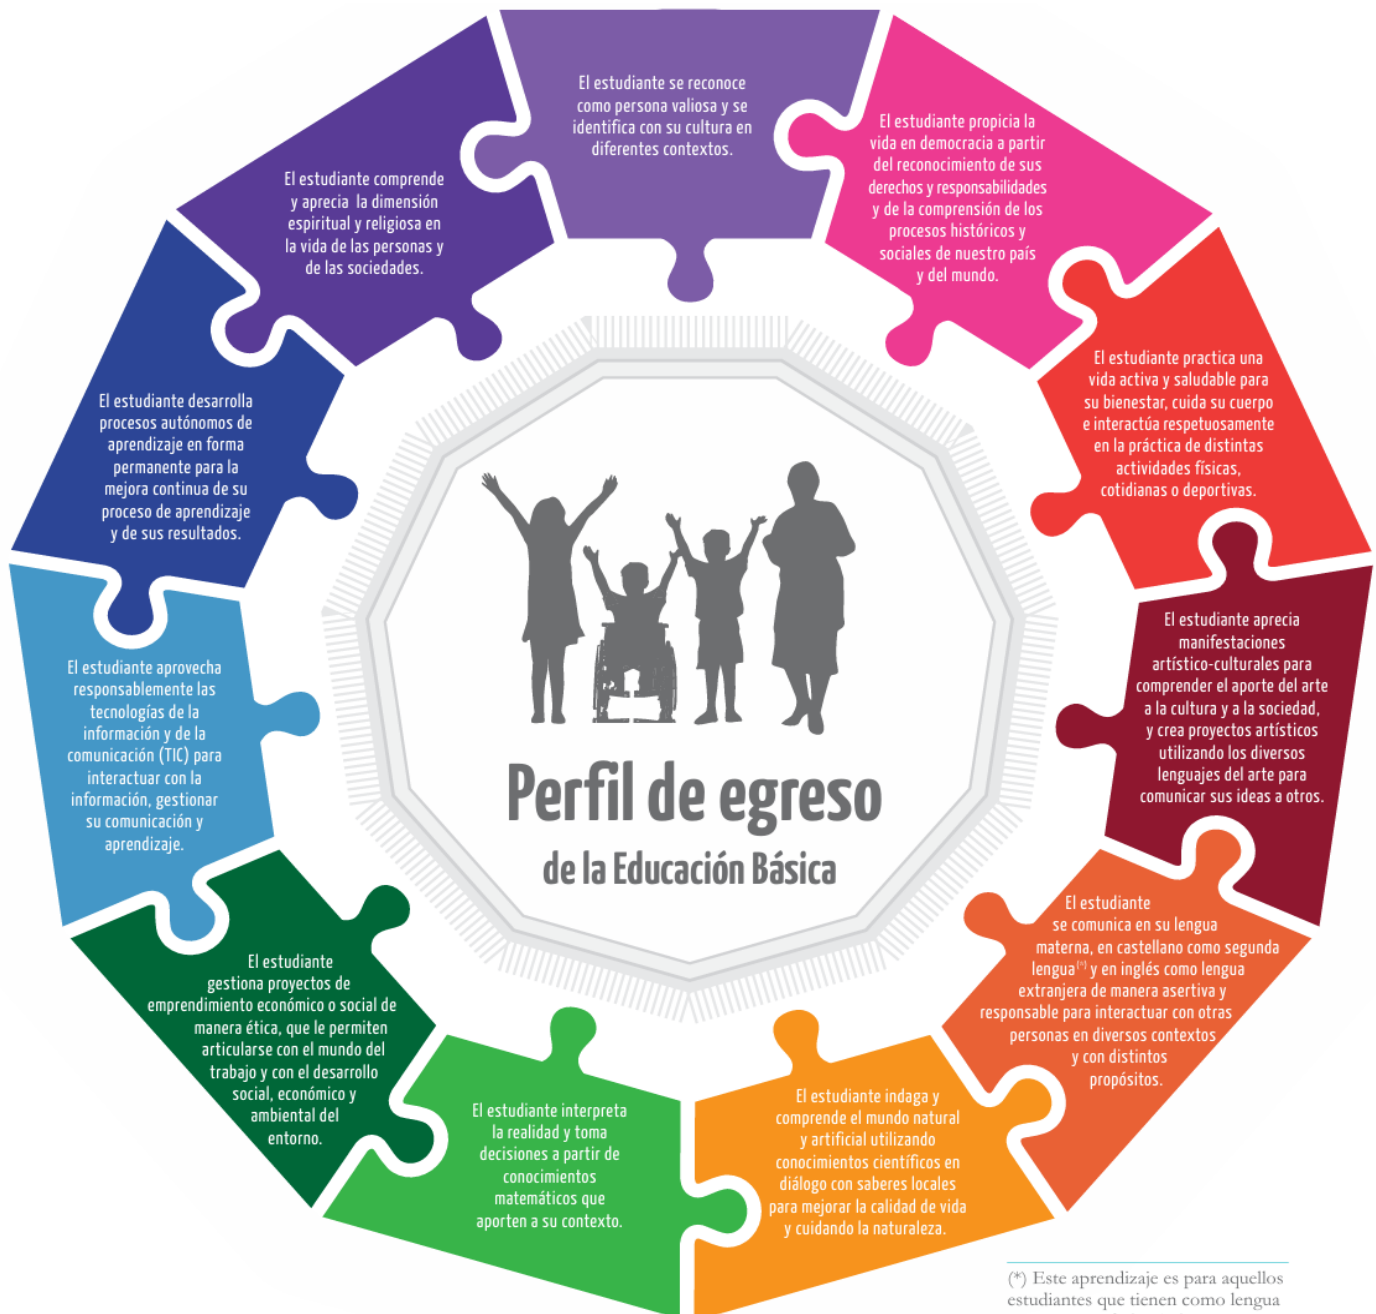 El estudiante se reconoce
como persona valiosa y se
identifica con su cultura en
diferentes contextos.
El estudiante propicia la
vida en democracia a partir
del reconocimiento de sus
derechos y responsabilidades
y de la comprensión de los
procesos históricos y
sociales de nuestro país
y del mundo.
El estudiante practica una
vida activa y saludable para
su bienestar, cuida su cuerpo
e interactúa respetuosamente
en la práctica de distintas
actividades físicas,
cotidianas o deportivas.
El estudiante aprecia
manifestaciones
artístico-culturales para
comprender el aporte del arte
a la cultura y a la sociedad,
y crea proyectos artísticos
utilizando los diversos
lenguajes del arte para
comunicar sus ideas a otros.
El estudiante
se comunica en su lengua
materna, en castellano como segunda
lengua(*) y en inglés como lengua
extranjera de manera asertiva y
responsable para interactuar con otras
personas en diversos contextos
y con distintos
propósitos.
El estudiante indaga y
comprende el mundo natural
y artificial utilizando
conocimientos científicos en
diálogo con saberes locales
para mejorar la calidad de vida
y cuidando la naturaleza.
El estudiante interpreta
la realidad y toma
decisiones a partir de
conocimientos
matemáticos que
aporten a su contexto.
El estudiante
gestiona proyectos de
emprendimiento económico o social de
manera ética, que le permiten
articularse con el mundo del
trabajo y con el desarrollo
social, económico y
ambiental del
entorno.
El estudiante aprovecha
responsablemente las
tecnologías de la
información y de la
comunicación (TIC) para
interactuar con la
información, gestionar
su comunicación y
aprendizaje.
El estudiante desarrolla
procesos autónomos de
aprendizaje en forma
permanente para la
mejora continua de su
proceso de aprendizaje
y de sus resultados.
El estudiante comprende
y aprecia la dimensión
espiritual y religiosa en
la vida de las personas y
de las sociedades.
Perfil de egreso
de la Educación Básica
(*) Este aprendizaje es para aquellos
estudiantes que tienen como lengua